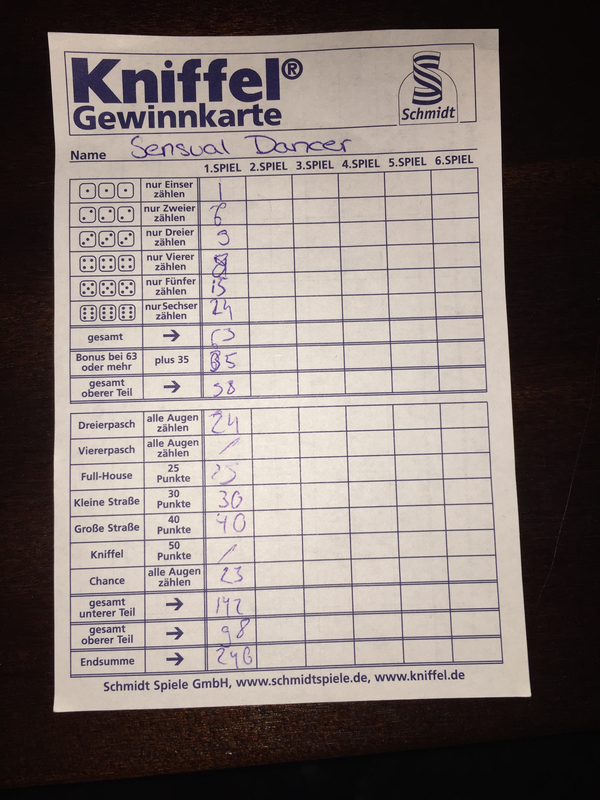 Kniffel®
Gewinnkarte
Schmidt
Name Sensual Dancer
1.SPIEL 2.SPIEL 3.SPIEL 4.SPIEL 5.SPIEL 6.SPIEL
nur Einser zählen 1
nur Zweier zählen 6
nur Dreier zählen 9
nur Vierer zählen 8
nur Fünfer zählen 15
nur Sechser zählen 24
gesamt → 63
Bonus bei 63 oder mehr plus 35 35
gesamt oberer Teil → 98
Dreierpasch alle Augen zählen 24
Viererpasch alle Augen zählen /
Full-House 25 Punkte 25
Kleine Straße 30 Punkte 30
Große Straße 40 Punkte 40
Kniffel 50 Punkte /
Chance alle Augen zählen 23
gesamt unterer Teil → 142
gesamt oberer Teil → 98
Endsumme → 240
Schmidt Spiele GmbH, www.schmidtspiele.de, www.kniffel.de